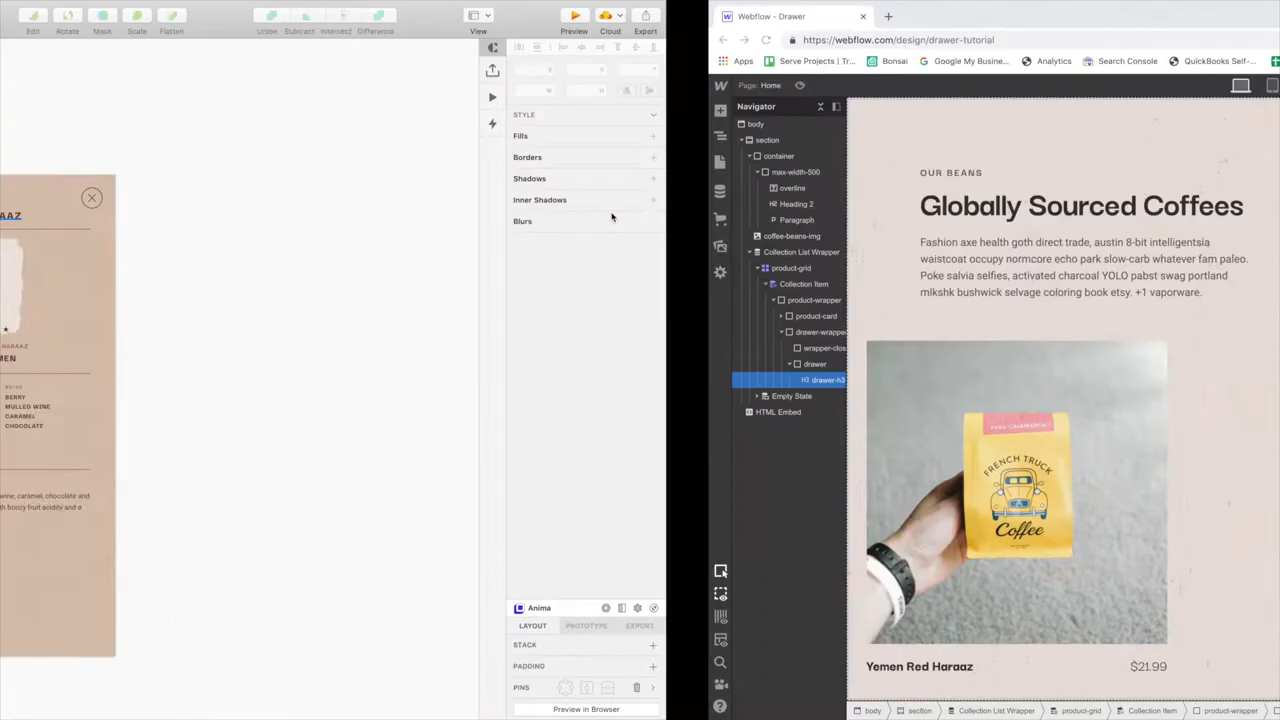 Edit Rotate Mask Scale Flatten Union Subtract Intersect Difference View Preview Cloud Export
STYLE
Fills
Borders
Shadows
Inner Shadows
Blurs
RAAZ
HARAAZ
MEN
NOTES
BERRY
MULLED WINE
CARAMEL
CHOCOLATE
wine, caramel, chocolate and
with boozy fruit acidity and a
Anima
LAYOUT PROTOTYPE EXPORT
STACK
PADDING
PINS
Preview in Browser
Webflow - Drawer
https://webflow.com/design/drawer-tutorial
Apps Serve Projects | Tr... Bonsai Google My Busine... Analytics Search Console QuickBooks Self-...
Page: Home
Navigator
body
section
container
max-width-500
overline
H2 Heading 2
P Paragraph
coffee-beans-img
Collection List Wrapper
product-grid
Collection Item
product-wrapper
product-card
drawer-wrapper
wrapper-clos
drawer
H3 drawer-h3
Empty State
HTML Embed
OUR BEANS
Globally Sourced Coffees
Fashion axe health goth direct trade, austin 8-bit intelligentsia
waistcoat occupy normcore echo park slow-carb whatever fam paleo.
Poke salvia selfies, activated charcoal YOLO pabst swag portland
mlkshk bushwick selvage coloring book etsy. +1 vaporware.
PERU CAJAMARCA
FRENCH TRUCK
Coffee
Yemen Red Haraaz $21.99
body section Collection List Wrapper product-grid Collection Item product-wrapper